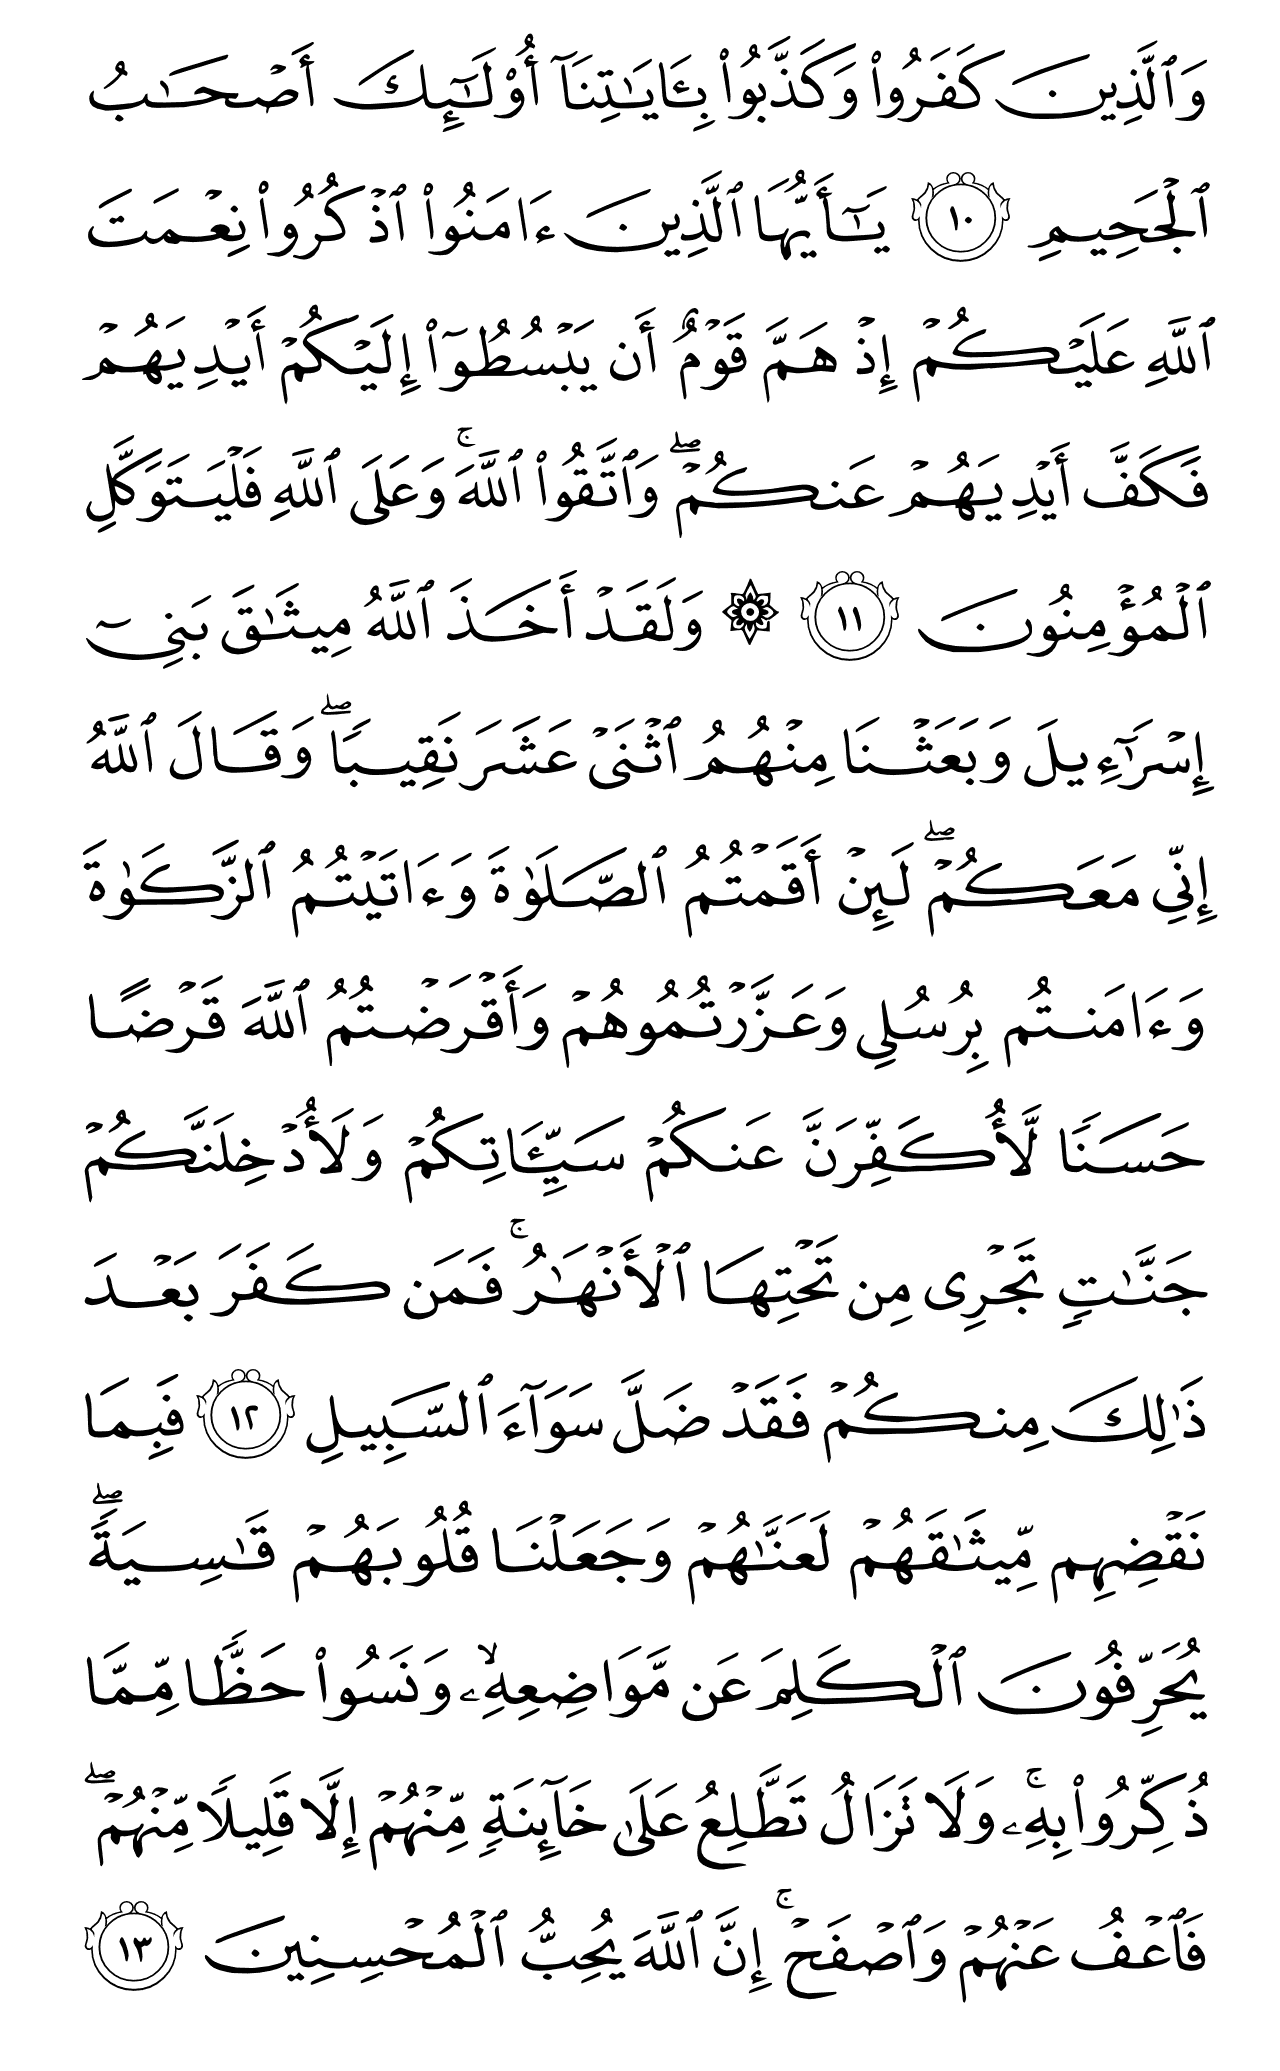 وَٱلَّذِينَ كَفَرُوا۟ وَكَذَّبُوا۟ بِـَٔايَـٰتِنَآ أُو۟لَـٰٓئِكَ أَصْحَـٰبُ
ٱلْجَحِيمِ ١٠ يَـٰٓأَيُّهَا ٱلَّذِينَ ءَامَنُوا۟ ٱذْكُرُوا۟ نِعْمَتَ
ٱللَّهِ عَلَيْكُمْ إِذْ هَمَّ قَوْمٌ أَن يَبْسُطُوٓا۟ إِلَيْكُمْ أَيْدِيَهُمْ
فَكَفَّ أَيْدِيَهُمْ عَنكُمْ ۖ وَٱتَّقُوا۟ ٱللَّهَ ۚ وَعَلَى ٱللَّهِ فَلْيَتَوَكَّلِ
ٱلْمُؤْمِنُونَ ١١ ۞ وَلَقَدْ أَخَذَ ٱللَّهُ مِيثَـٰقَ بَنِىٓ
إِسْرَٰٓءِيلَ وَبَعَثْنَا مِنْهُمُ ٱثْنَىْ عَشَرَ نَقِيبًا ۖ وَقَالَ ٱللَّهُ
إِنِّى مَعَكُمْ ۖ لَئِنْ أَقَمْتُمُ ٱلصَّلَوٰةَ وَءَاتَيْتُمُ ٱلزَّكَوٰةَ
وَءَامَنتُم بِرُسُلِى وَعَزَّرْتُمُوهُمْ وَأَقْرَضْتُمُ ٱللَّهَ قَرْضًا
حَسَنًا لَّأُكَفِّرَنَّ عَنكُمْ سَيِّـَٔاتِكُمْ وَلَأُدْخِلَنَّكُمْ
جَنَّـٰتٍ تَجْرِى مِن تَحْتِهَا ٱلْأَنْهَـٰرُ ۚ فَمَن كَفَرَ بَعْدَ
ذَٰلِكَ مِنكُمْ فَقَدْ ضَلَّ سَوَآءَ ٱلسَّبِيلِ ١٢ فَبِمَا
نَقْضِهِم مِّيثَـٰقَهُمْ لَعَنَّـٰهُمْ وَجَعَلْنَا قُلُوبَهُمْ قَـٰسِيَةً ۖ
يُحَرِّفُونَ ٱلْكَلِمَ عَن مَّوَاضِعِهِۦ ۙ وَنَسُوا۟ حَظًّا مِّمَّا
ذُكِّرُوا۟ بِهِۦ ۚ وَلَا تَزَالُ تَطَّلِعُ عَلَىٰ خَآئِنَةٍ مِّنْهُمْ إِلَّا قَلِيلًا مِّنْهُمْ ۖ
فَٱعْفُ عَنْهُمْ وَٱصْفَحْ ۚ إِنَّ ٱللَّهَ يُحِبُّ ٱلْمُحْسِنِينَ ١٣